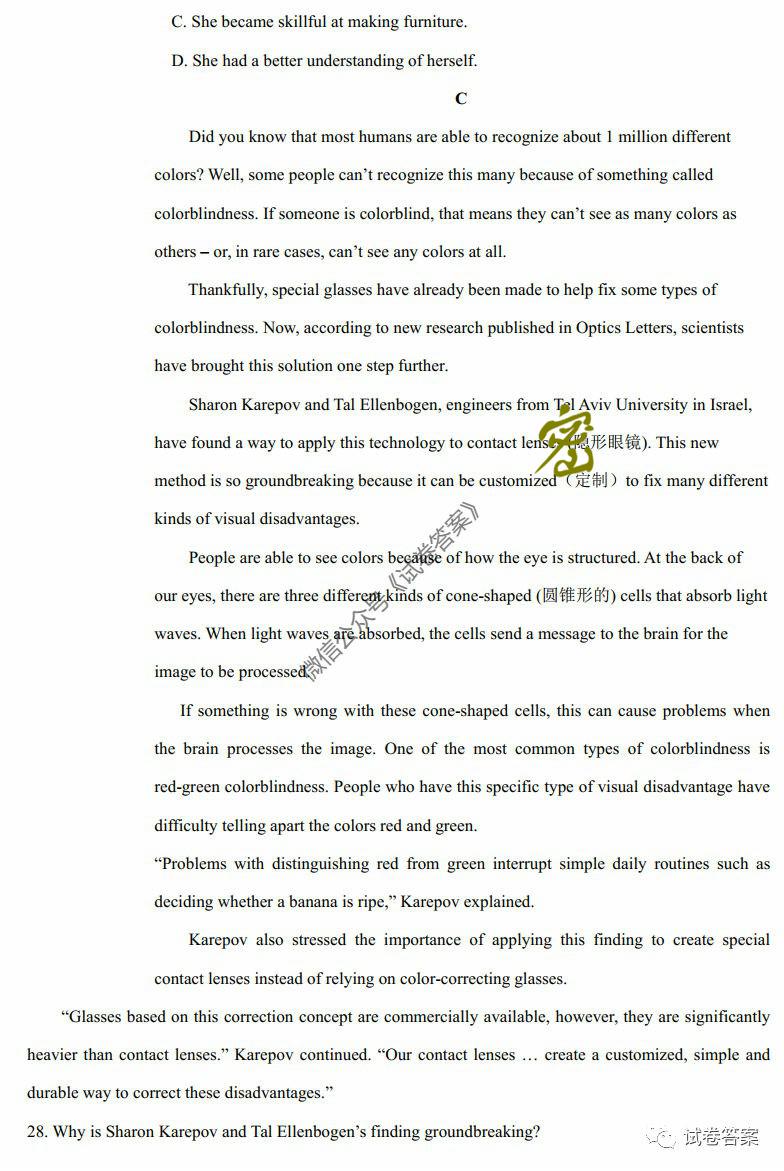 C. She became skillful at making furniture.
D. She had a better understanding of herself.
C
Did you know that most humans are able to recognize about 1 million different
colors? Well, some people can’t recognize this many because of something called
colorblindness. If someone is colorblind, that means they can’t see as many colors as
others – or, in rare cases, can’t see any colors at all.
Thankfully, special glasses have already been made to help fix some types of
colorblindness. Now, according to new research published in Optics Letters, scientists
have brought this solution one step further.
Sharon Karepov and Tal Ellenbogen, engineers from Tel Aviv University in Israel,
have found a way to apply this technology to contact lenses (隐形眼镜). This new
method is so groundbreaking because it can be customized（定制）to fix many different
kinds of visual disadvantages.
People are able to see colors because of how the eye is structured. At the back of
our eyes, there are three different kinds of cone-shaped (圆锥形的) cells that absorb light
waves. When light waves are absorbed, the cells send a message to the brain for the
image to be processed.
If something is wrong with these cone-shaped cells, this can cause problems when
the brain processes the image. One of the most common types of colorblindness is
red-green colorblindness. People who have this specific type of visual disadvantage have
difficulty telling apart the colors red and green.
“Problems with distinguishing red from green interrupt simple daily routines such as
deciding whether a banana is ripe,” Karepov explained.
Karepov also stressed the importance of applying this finding to create special
contact lenses instead of relying on color-correcting glasses.
“Glasses based on this correction concept are commercially available, however, they are significantly
heavier than contact lenses.” Karepov continued. “Our contact lenses … create a customized, simple and
durable way to correct these disadvantages.”
28. Why is Sharon Karepov and Tal Ellenbogen’s finding groundbreaking?
密
微信公众号《试卷答案》
试卷答案